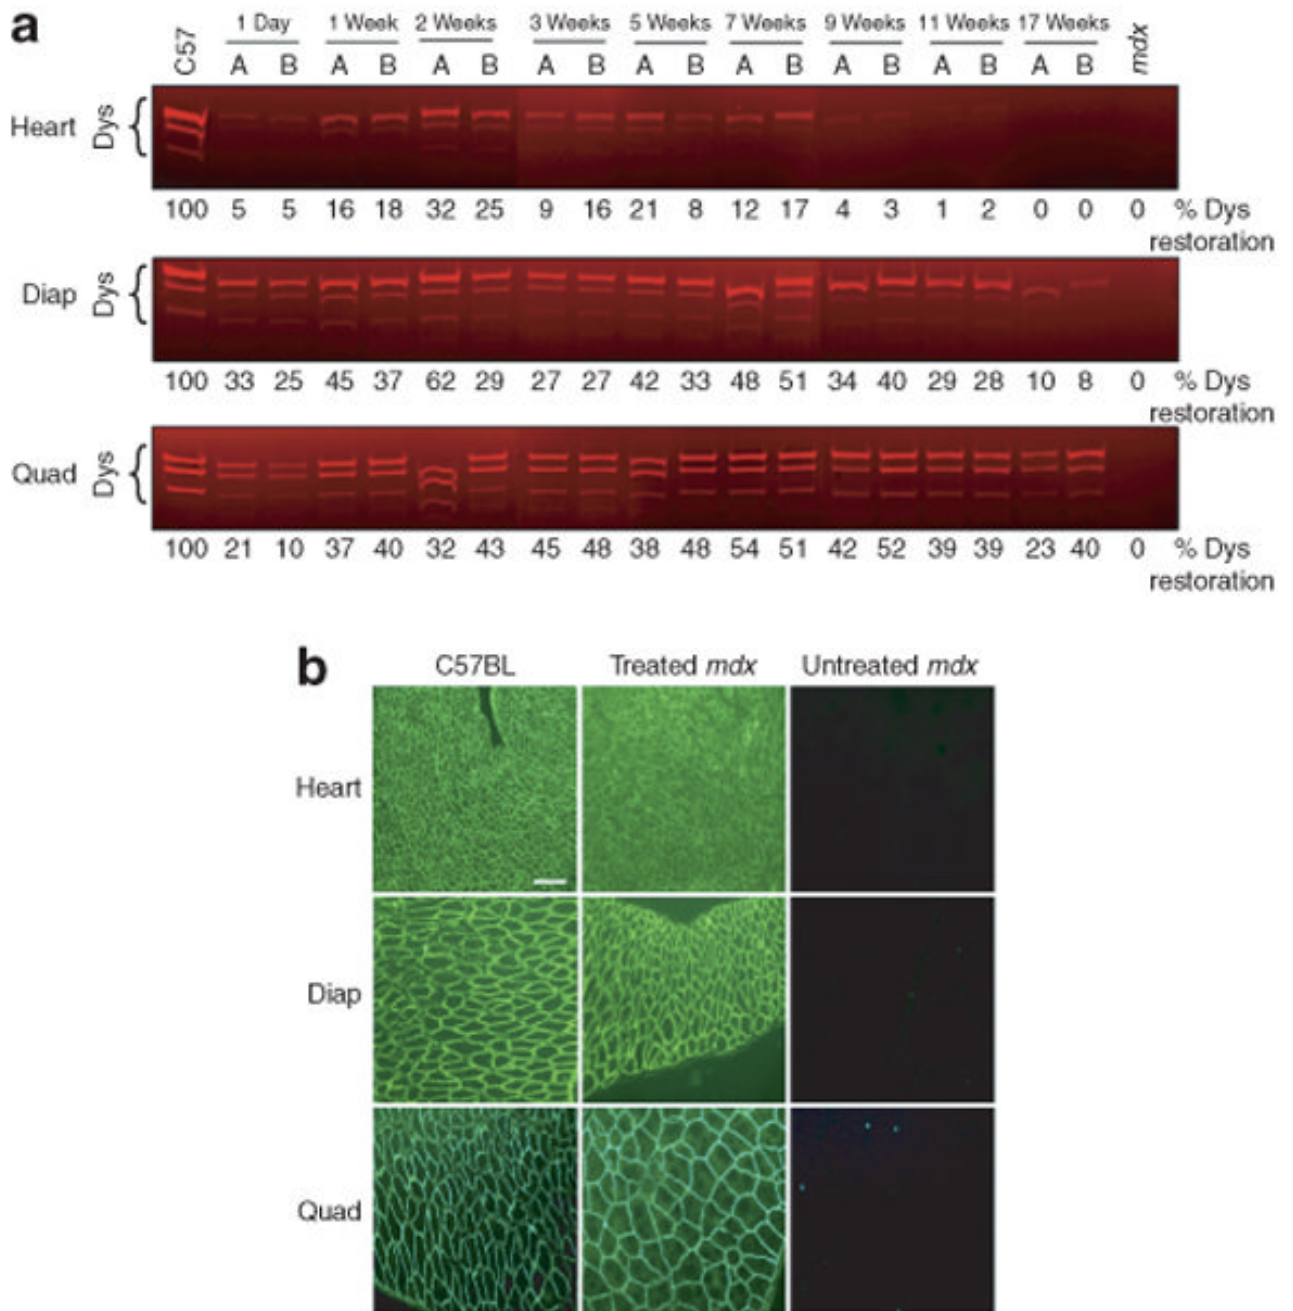 a
C57 1 Day 1 Week 2 Weeks 3 Weeks 5 Weeks 7 Weeks 9 Weeks 11 Weeks 17 Weeks mdx
A B A B A B A B A B A B A B A B A B
Heart Dys
100 5 5 16 18 32 25 9 16 21 8 12 17 4 3 1 2 0 0 0 % Dys
restoration
Diap Dys
100 33 25 45 37 62 29 27 27 42 33 48 51 34 40 29 28 10 8 0 % Dys
restoration
Quad Dys
100 21 10 37 40 32 43 45 48 38 48 54 51 42 52 39 39 23 40 0 % Dys
restoration
b
C57BL Treated mdx Untreated mdx
Heart
Diap
Quad